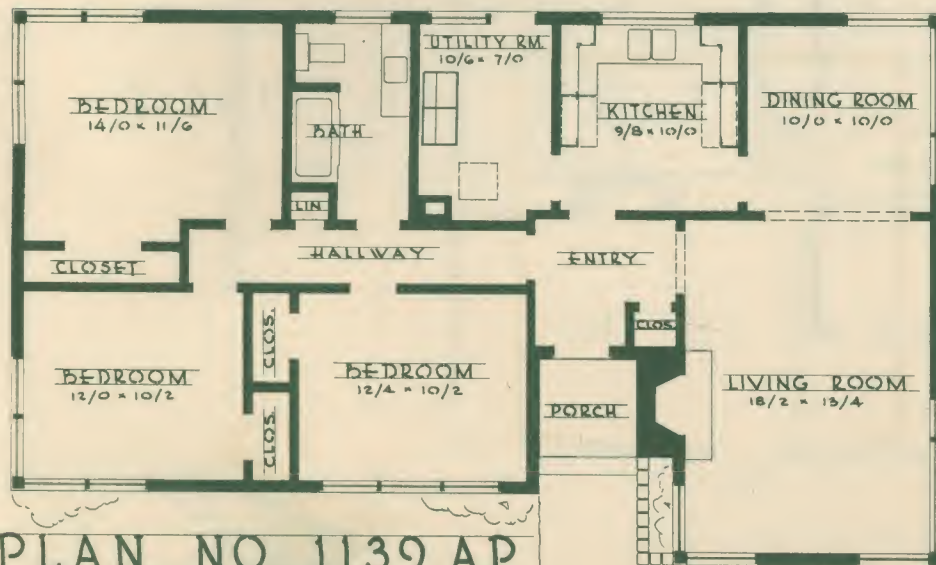 BEDROOM
14/0 x 11/6
BATH
LIN
UTILITY RM.
10/6 x 7/0
KITCHEN
9/8 x 10/0
DINING ROOM
10/0 x 10/0
CLOSET
HALLWAY
ENTRY
BEDROOM
12/0 x 10/2
CLOS.
CLOS.
BEDROOM
12/4 x 10/2
CLOS.
PORCH
LIVING ROOM
18/2 x 13/4
PLAN NO 1139 AP